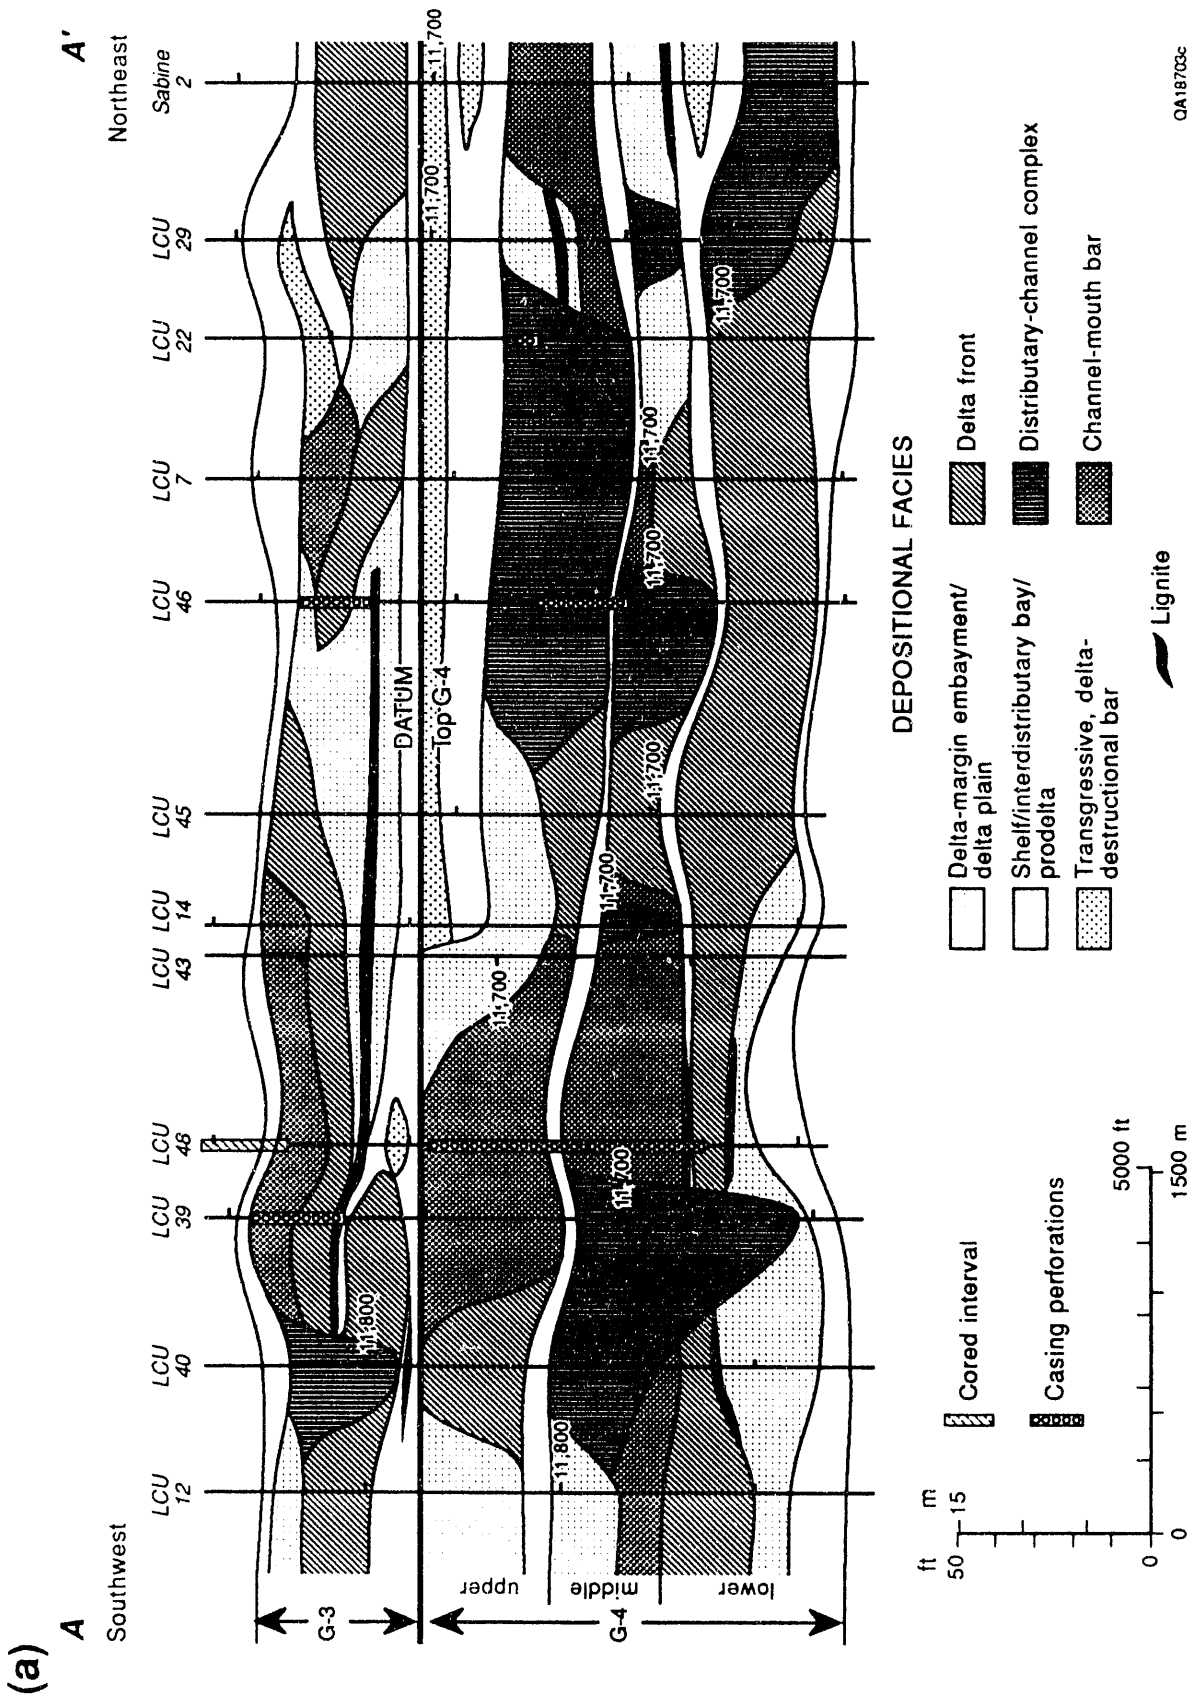 (a)
A
A'
Southwest
Northeast
LCU
12
LCU
40
LCU
39
LCU
48
LCU
43
LCU
14
LCU
45
LCU
46
LCU
7
LCU
22
LCU
29
Sabine
2
G-3
G-4
upper
middle
lower
DATUM
Top G-4
11,800
11,800
11,700
11,700
11,700
11,700
11,700
11,700
11,700
11,700
11,700
ft
m
50
15
0
5000 ft
0
1500 m
Cored interval
Casing perforations
DEPOSITIONAL FACIES
Delta-margin embayment/
delta plain
Shelf/interdistributary bay/
prodelta
Transgressive, delta-
destructional bar
Delta front
Distributary-channel complex
Channel-mouth bar
Lignite
QA18703c